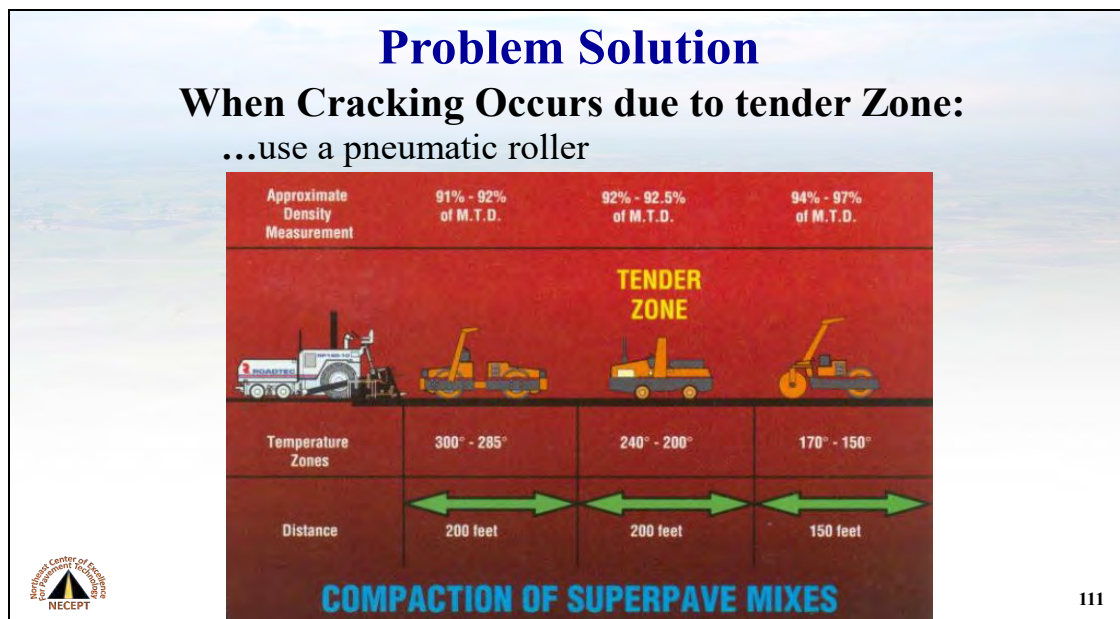 Problem Solution
When Cracking Occurs due to tender Zone:
...use a pneumatic roller
Approximate
Density
Measurement
91% - 92%
of M.T.D.
92% - 92.5%
of M.T.D.
94% - 97%
of M.T.D.
TENDER
ZONE
ROADTEC
Temperature
Zones
300° - 285°
240° - 200°
170° - 150°
Distance
200 feet
200 feet
150 feet
COMPACTION OF SUPERPAVE MIXES
Northeast Center of Excellence
For Pavement Technology
NECEPT
111